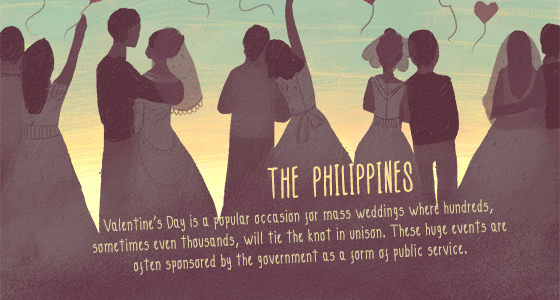 THE PHILIPPINES
Valentine's Day is a popular occasion for mass weddings where hundreds,
sometimes even thousands, will tie the knot in unison. These huge events are
often sponsored by the government as a form of public service.